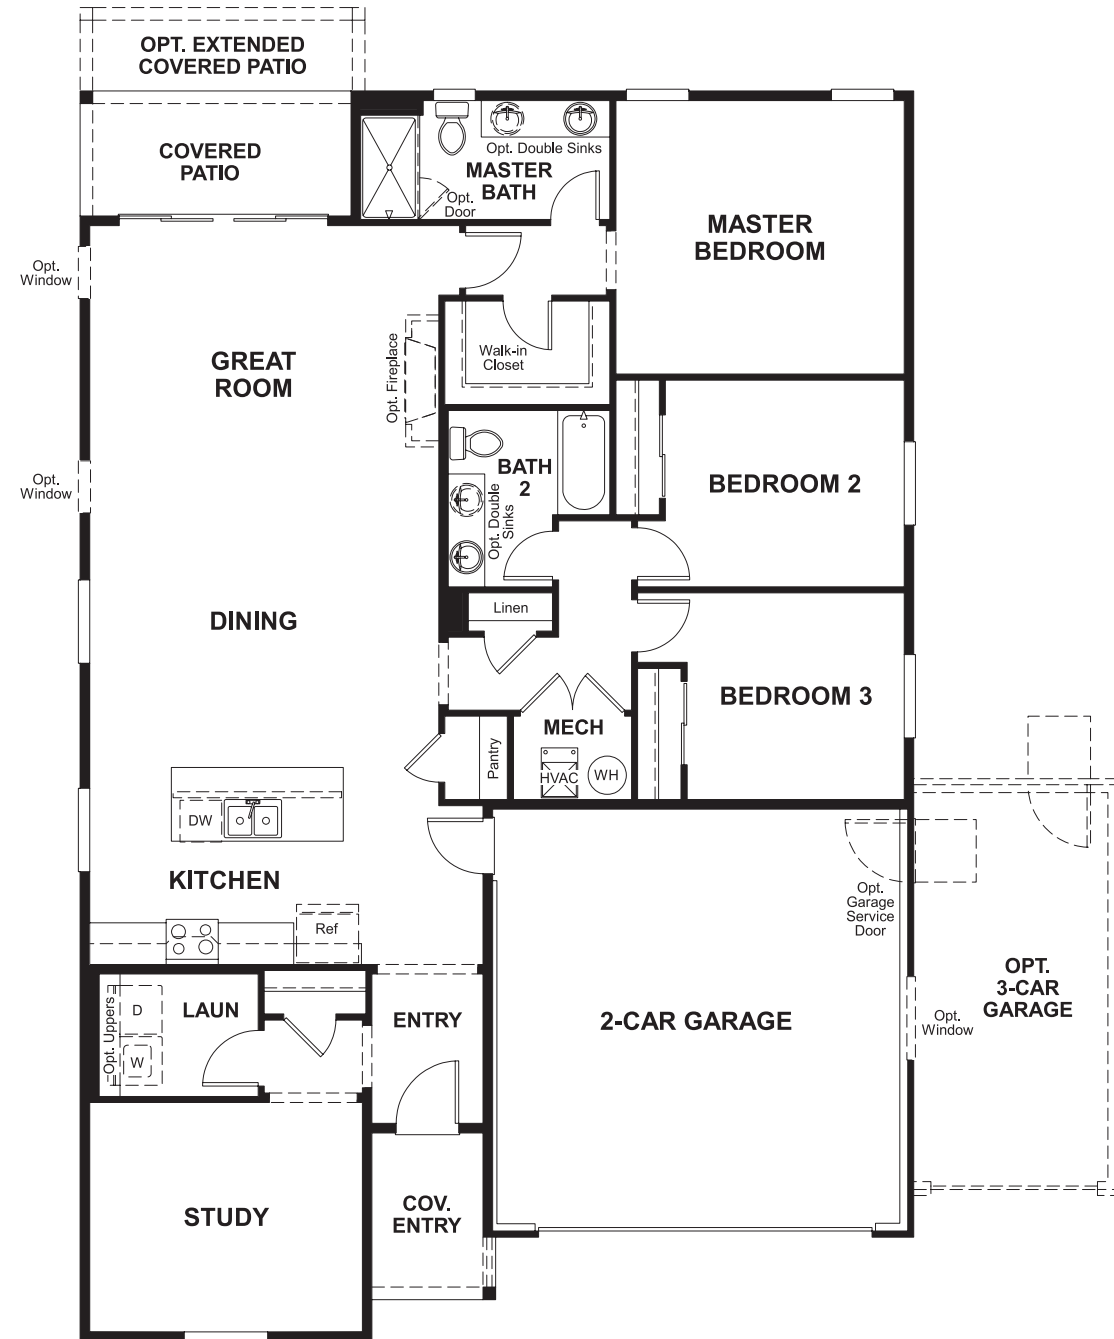 OPT. EXTENDED
COVERED PATIO
COVERED
PATIO
Opt. Double Sinks
MASTER
BATH
Opt.
Door
MASTER
BEDROOM
Opt.
Window
GREAT
ROOM
Opt. Fireplace
Walk-in
Closet
BATH
2
Opt. Double
Sinks
BEDROOM 2
Opt.
Window
Linen
DINING
BEDROOM 3
MECH
Pantry
HVAC
WH
DW
KITCHEN
Ref
Opt.
Garage
Service
Door
OPT.
3-CAR
GARAGE
Opt.
Window
2-CAR GARAGE
LAUN
D
W
Opt. Uppers
ENTRY
STUDY
COV.
ENTRY